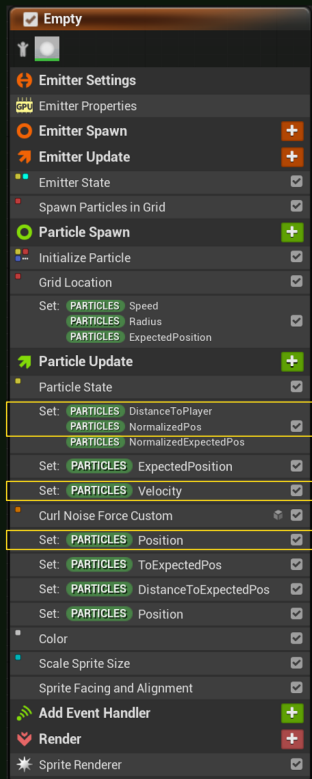 Empty
Emitter Settings
GPU Emitter Properties
Emitter Spawn
Emitter Update
Emitter State
Spawn Particles in Grid
Particle Spawn
Initialize Particle
Grid Location
Set: PARTICLES Speed
PARTICLES Radius
PARTICLES ExpectedPosition
Particle Update
Particle State
Set: PARTICLES DistanceToPlayer
PARTICLES NormalizedPos
PARTICLES NormalizedExpectedPos
Set: PARTICLES ExpectedPosition
Set: PARTICLES Velocity
Curl Noise Force Custom
Set: PARTICLES Position
Set: PARTICLES ToExpectedPos
Set: PARTICLES DistanceToExpectedPos
Set: PARTICLES Position
Color
Scale Sprite Size
Sprite Facing and Alignment
Add Event Handler
Render
Sprite Renderer